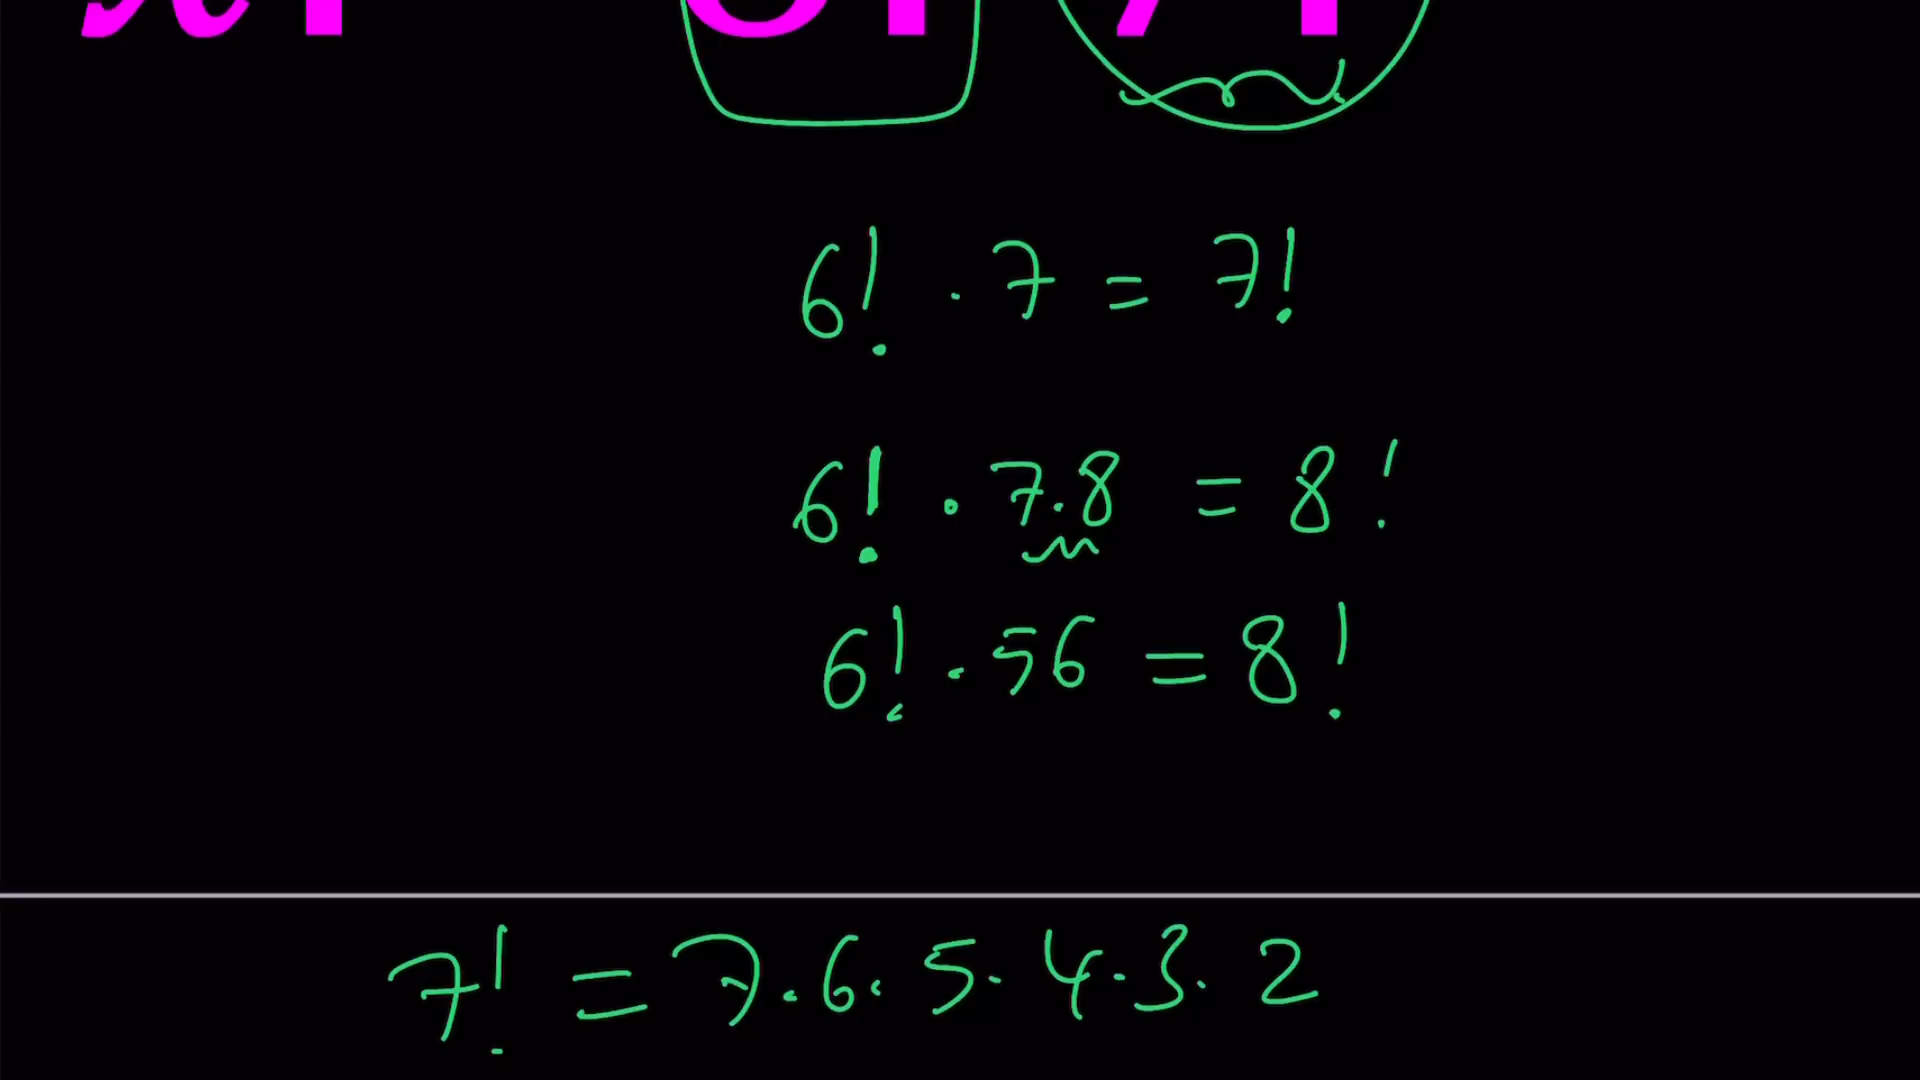 6! · 7 = 7!
6! · 7.8 = 8!
6! · 56 = 8!
7! = 7.6.5.4.3.2